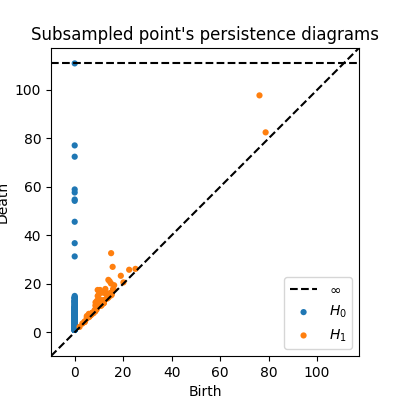 Subsampled point's persistence diagrams
100
80
60
40
20
0
Death
0 20 40 60 80 100
Birth
∞
H₀
H₁